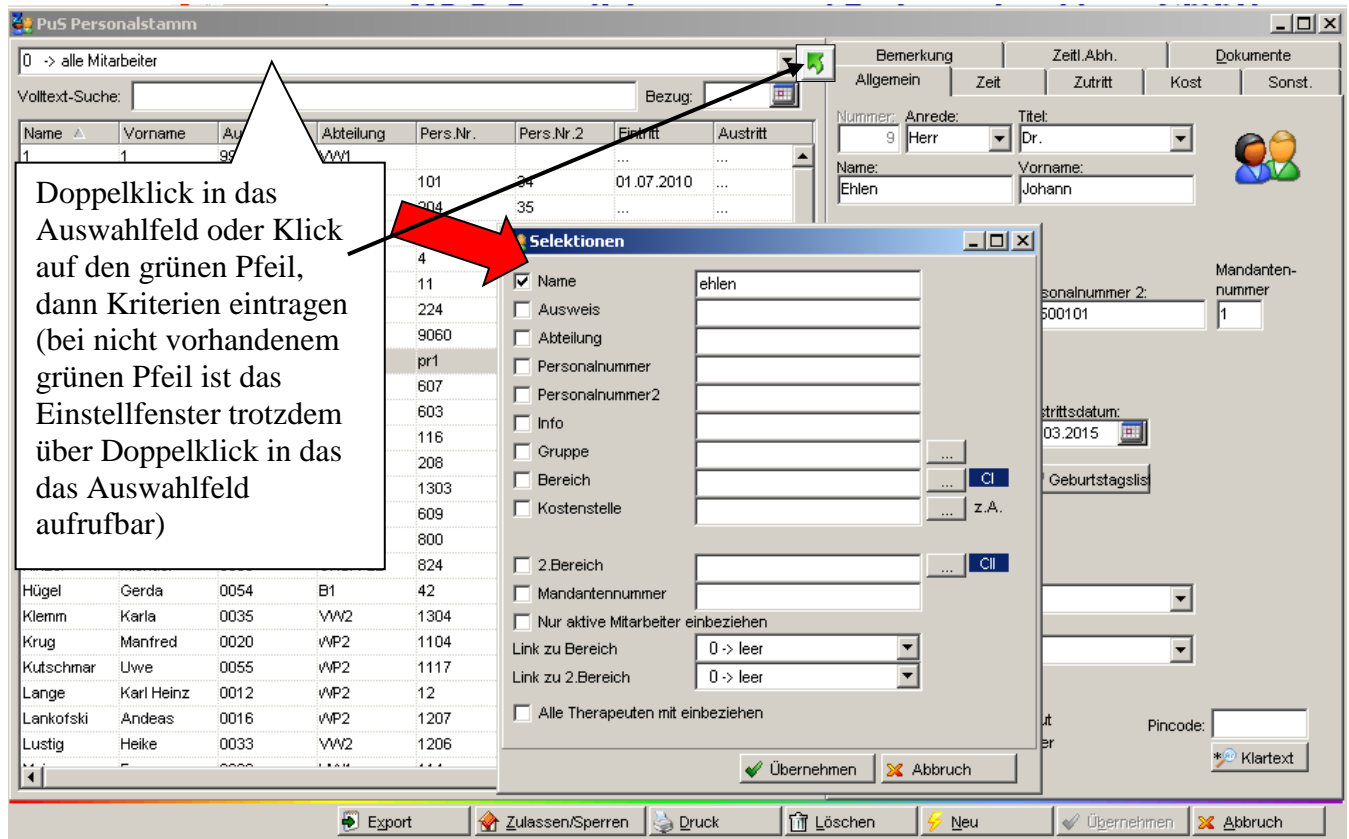 PuS Personalstamm
0 -> alle Mitarbeiter
Volltext-Suche:
Bezug:
Name Vorname Abteilung Pers.Nr. Pers.Nr.2 Eintritt Austritt
1 1 VW1 ... ...
101 34 01.07.2010 ...
204 35 ... ...
4
11
224
9060
pr1
607
603
116
208
1303
609
800
824
Hügel Gerda 0054 B1 42
Klemm Karla 0035 VW2 1304
Krug Manfred 0020 WP2 1104
Kutschmar Uwe 0055 WP2 1117
Lange Karl Heinz 0012 WP2 12
Lankofski Andeas 0016 WP2 1207
Lustig Heike 0033 VW2 1206
Doppelklick in das
Auswahlfeld oder Klick
auf den grünen Pfeil,
dann Kriterien eintragen
(bei nicht vorhandenem
grünen Pfeil ist das
Einstellfenster trotzdem
über Doppelklick in das
das Auswahlfeld
aufrufbar)
Bemerkung Zeitl.Abh. Dokumente
Allgemein Zeit Zutritt Kost Sonst.
Nummer: Anrede: Titel:
9 Herr Dr.
Name: Vorname:
Ehlen Johann
Mandanten-
sonalnummer 2: nummer
500101 1
strittsdatum:
03.2015
Geburtstagslist
Pincode:
Klartext
Selektionen
Name ehlen
Ausweis
Abteilung
Personalnummer
Personalnummer2
Info
Gruppe ...
Bereich ... CI
Kostenstelle ... z.A.
2.Bereich ... CII
Mandantennummer
Nur aktive Mitarbeiter einbeziehen
Link zu Bereich 0 -> leer
Link zu 2.Bereich 0 -> leer
Alle Therapeuten mit einbeziehen
Übernehmen Abbruch
Export Zulassen/Sperren Druck Löschen Neu Übernehmen Abbruch